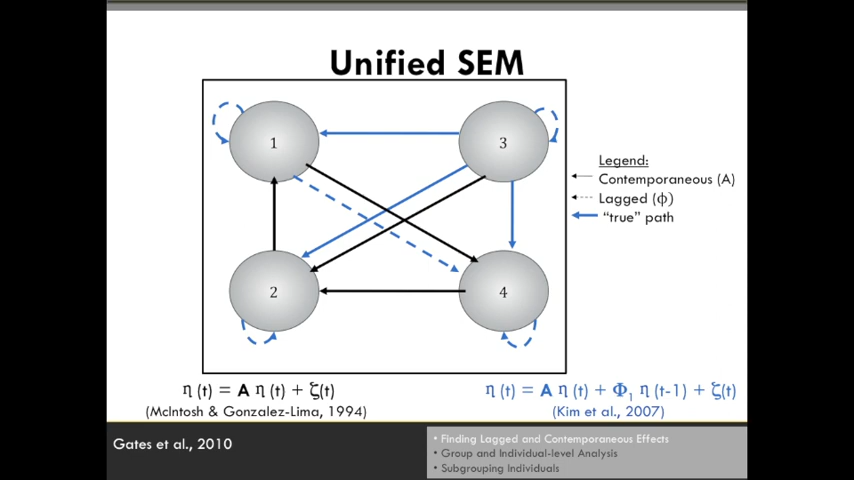 Unified SEM
1
3
2
4
Legend:
Contemporaneous (A)
Lagged (ϕ)
“true” path
η (t) = A η (t) + ζ(t)
(McIntosh & Gonzalez-Lima, 1994)
η (t) = A η (t) + Φ₁ η (t-1) + ζ(t)
(Kim et al., 2007)
Gates et al., 2010
• Finding Lagged and Contemporaneous Effects
• Group and Individual-level Analysis
• Subgrouping Individuals